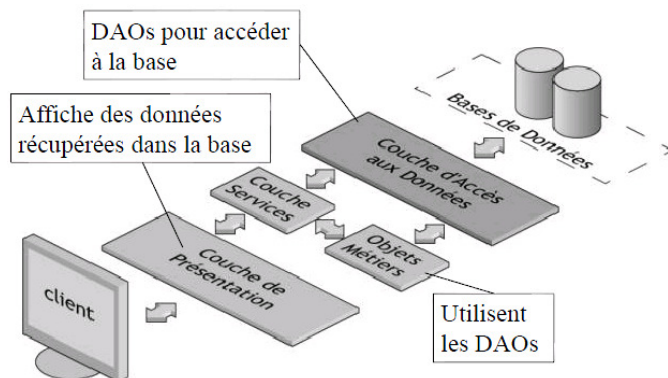 DAOs pour accéder
à la base
Affiche des données
récupérées dans la base
Bases de Données
Couche d'Accès
aux Données
Couche
Services
Objets
Métiers
Couche de
Présentation
client
Utilisent
les DAOs